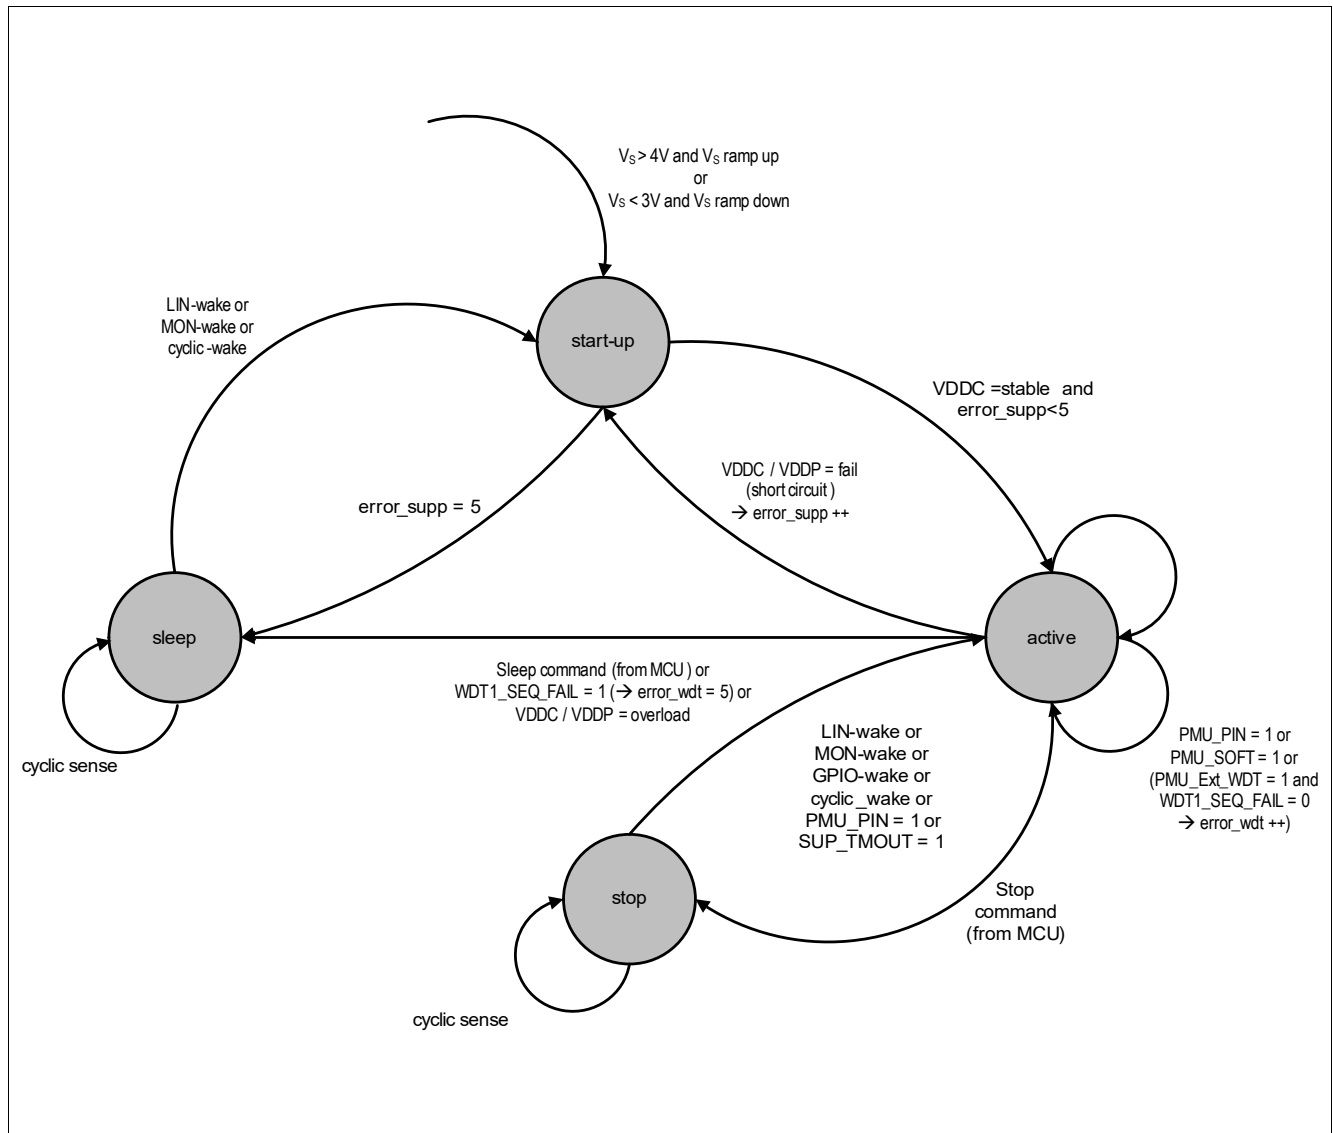 Vs > 4V and Vs ramp up
or
Vs < 3V and Vs ramp down
LIN-wake or
MON-wake or
cyclic-wake
start-up
VDDC =stable and
error_supp<5
VDDC / VDDP = fail
(short circuit )
→ error_supp ++
error_supp = 5
sleep
active
Sleep command (from MCU ) or
WDT1_SEQ_FAIL = 1 (→ error_wdt = 5) or
VDDC / VDDP = overload
cyclic sense
LIN-wake or
MON-wake or
GPIO-wake or
cyclic_wake or
PMU_PIN = 1 or
SUP_TMOUT = 1
PMU_PIN = 1 or
PMU_SOFT = 1 or
(PMU_Ext_WDT = 1 and
WDT1_SEQ_FAIL = 0
→ error_wdt ++)
stop
Stop
command
(from MCU)
cyclic sense